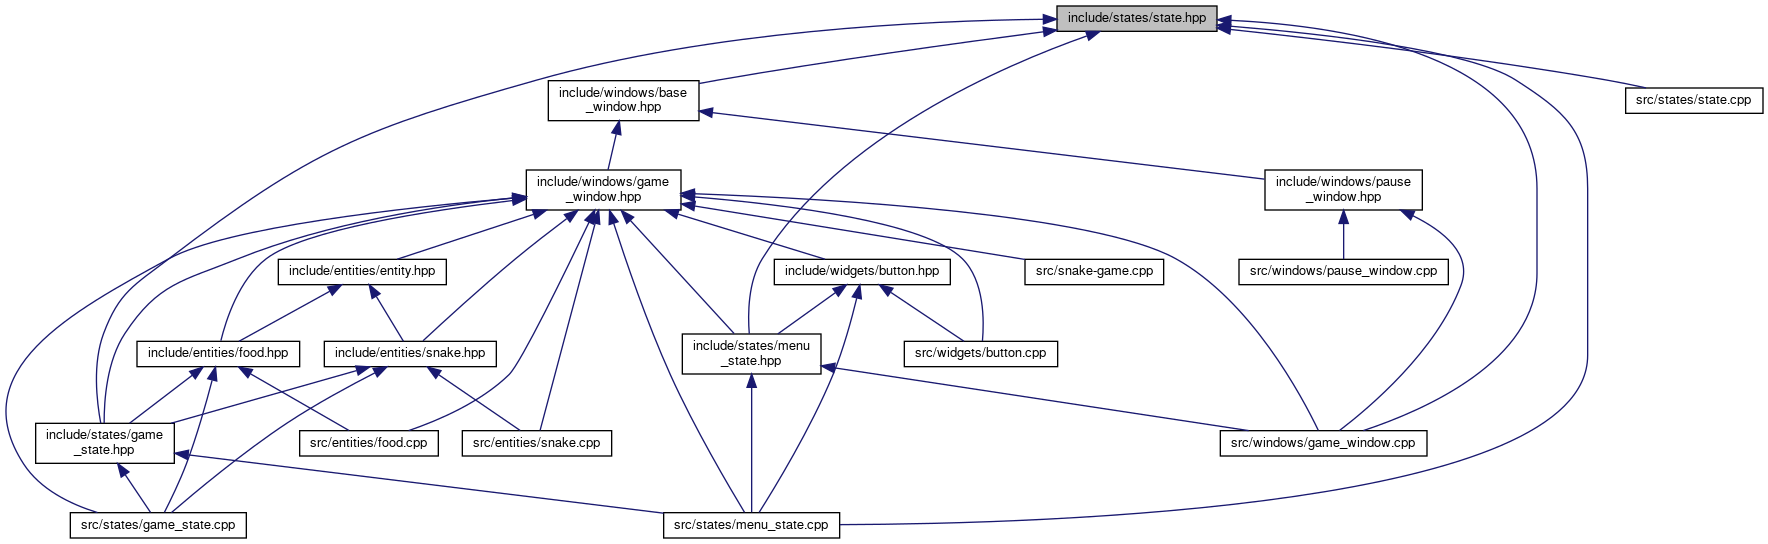 include/states/state.hpp
include/windows/base
_window.hpp
src/states/state.cpp
include/windows/game
_window.hpp
include/windows/pause
_window.hpp
include/entities/entity.hpp
include/widgets/button.hpp
src/snake-game.cpp
src/windows/pause_window.cpp
include/entities/food.hpp
include/entities/snake.hpp
include/states/menu
_state.hpp
src/widgets/button.cpp
include/states/game
_state.hpp
src/entities/food.cpp
src/entities/snake.cpp
src/windows/game_window.cpp
src/states/game_state.cpp
src/states/menu_state.cpp